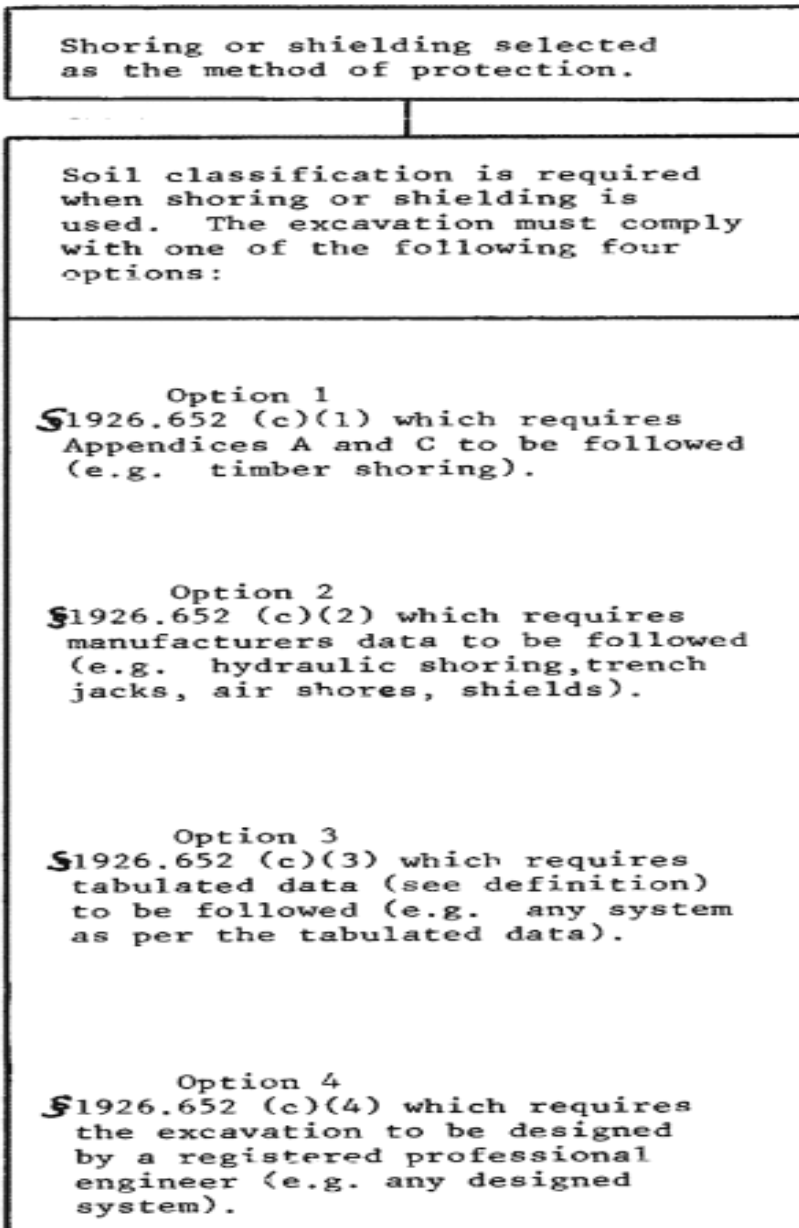 Shoring or shielding selected
as the method of protection.
Soil classification is required
when shoring or shielding is
used. The excavation must comply
with one of the following four
options:
Option 1
§1926.652 (c)(1) which requires
Appendices A and C to be followed
(e.g. timber shoring).
Option 2
§1926.652 (c)(2) which requires
manufacturers data to be followed
(e.g. hydraulic shoring,trench
jacks, air shores, shields).
Option 3
§1926.652 (c)(3) which requires
tabulated data (see definition)
to be followed (e.g. any system
as per the tabulated data).
Option 4
§1926.652 (c)(4) which requires
the excavation to be designed
by a registered professional
engineer (e.g. any designed
system).